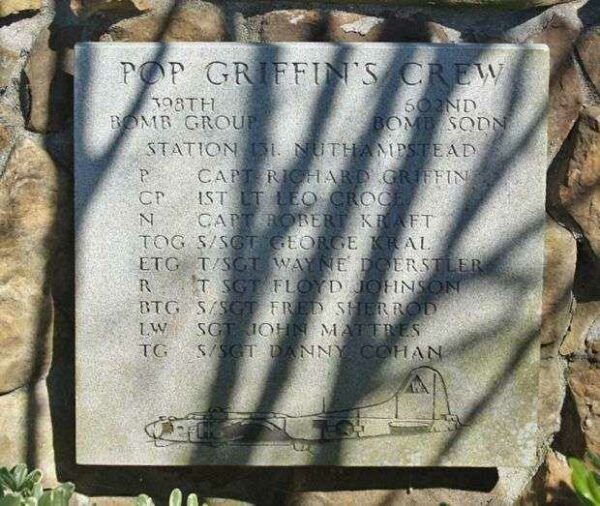 POP GRIFFIN'S CREW
398TH 602ND
BOMB GROUP BOMB SQDN
STATION 131, NUTHAMPSTEAD
P CAPT RICHARD GRIFFIN
CP 1ST LT LEO CROCE
N CAPT ROBERT KRAFT
TOG S/SGT GEORGE KRAL
ETG T/SGT WAYNE DOERSTLER
R T SGT FLOYD JOHNSON
BTG S/SGT FRED SHERROD
LW SGT JOHN MATTRES
TG S/SGT DANNY COHAN